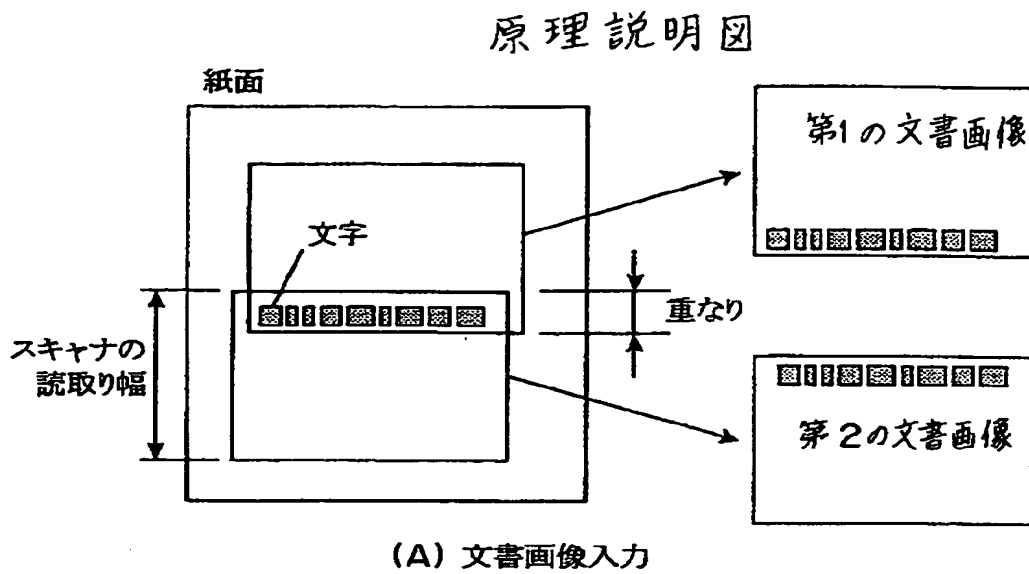 原理説明図
紙面
第1の文書画像
文字
重なり
スキャナの
読取り幅
第2の文書画像
(A) 文書画像入力